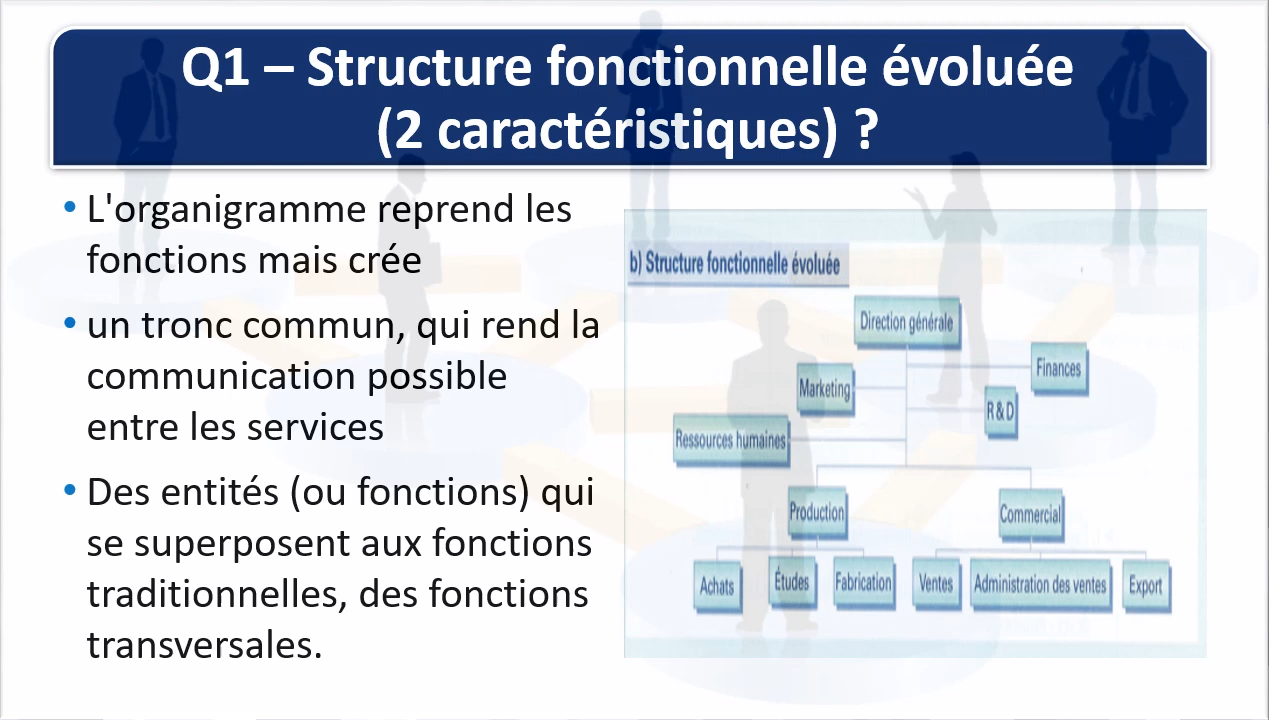 Q1 – Structure fonctionnelle évoluée
(2 caractéristiques) ?
• L'organigramme reprend les
fonctions mais crée
• un tronc commun, qui rend la
communication possible
entre les services
• Des entités (ou fonctions) qui
se superposent aux fonctions
traditionnelles, des fonctions
transversales.
b) Structure fonctionnelle évoluée
Direction générale
Finances
Marketing
R & D
Ressources humaines
Production
Commercial
Achats
Études
Fabrication
Ventes
Administration des ventes
Export